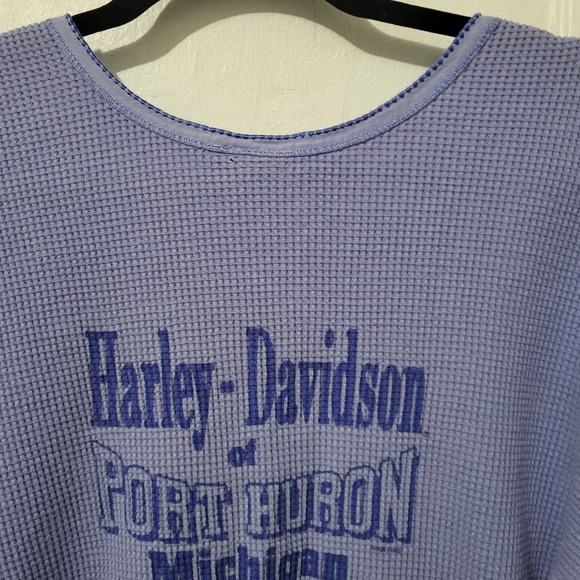 Harley-Davidson
of
PORT HURON
Michigan